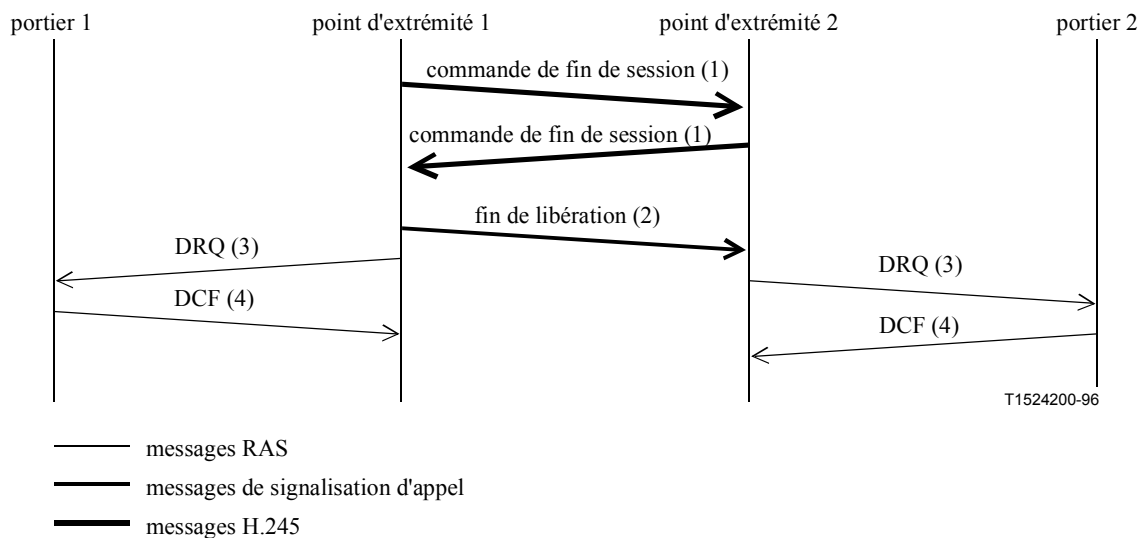 portier 1
point d'extrémité 1
point d'extrémité 2
portier 2
commande de fin de session (1)
commande de fin de session (1)
fin de libération (2)
DRQ (3)
DRQ (3)
DCF (4)
DCF (4)
T1524200-96
messages RAS
messages de signalisation d'appel
messages H.245